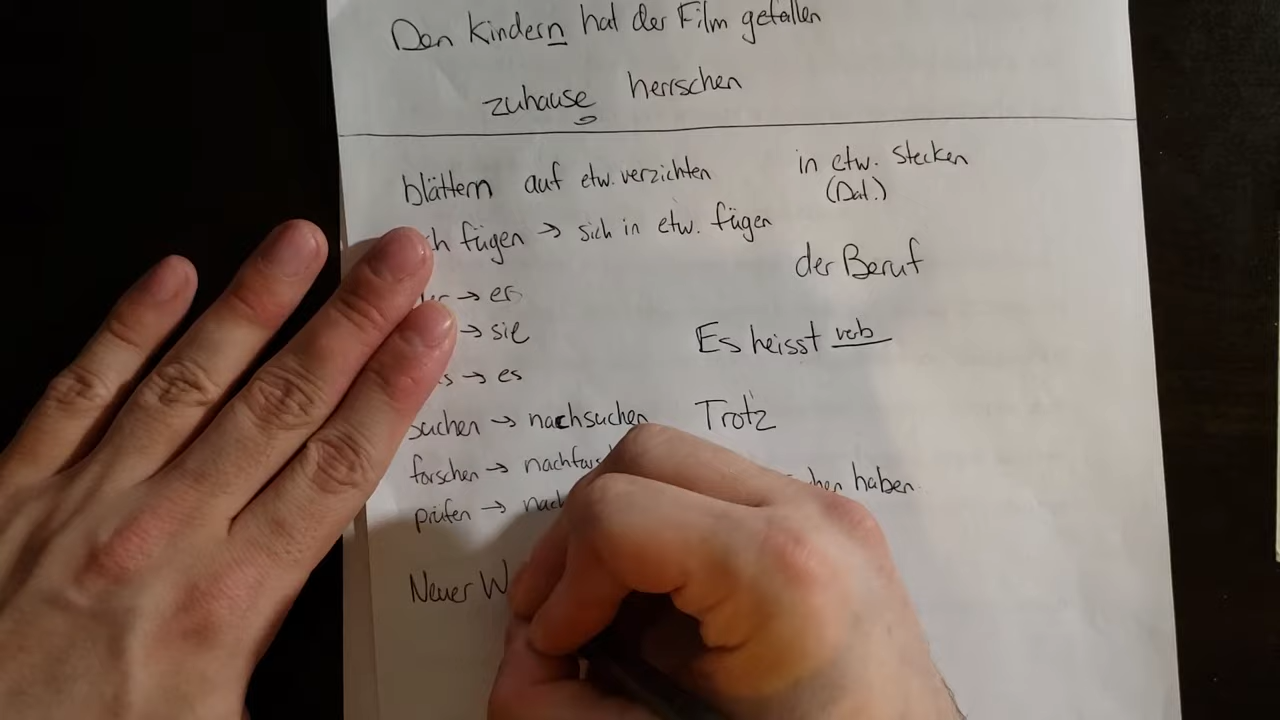 Den Kindern hat der Film gefallen
zuhause herrschen
blättern auf etw. verzichten in etw. stecken
(Dat.)
fügen → sich in etw. fügen
der Beruf
→ er
→ sie
Es heisst verb
→ es
suchen → nachsuchen Trotz
forschen →
haben.
prüfen →
Neuer W